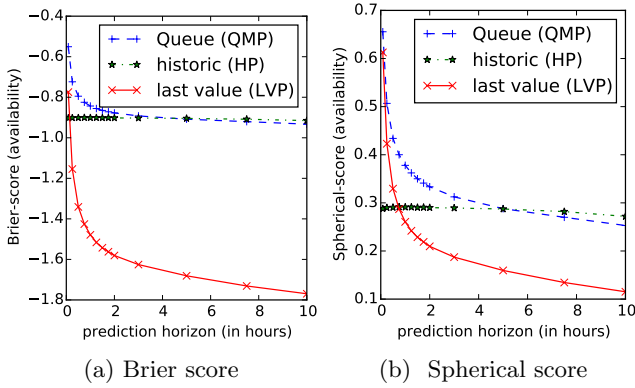 −0.4
−0.6
−0.8
−1.0
−1.2
−1.4
−1.6
−1.8
Brier-score (availability)
Queue (QMP)
historic (HP)
last value (LVP)
0 2 4 6 8 10
prediction horizon (in hours)
(a) Brier score
0.7
0.6
0.5
0.4
0.3
0.2
0.1
Spherical-score (availability)
Queue (QMP)
historic (HP)
last value (LVP)
0 2 4 6 8 10
prediction horizon (in hours)
(b) Spherical score